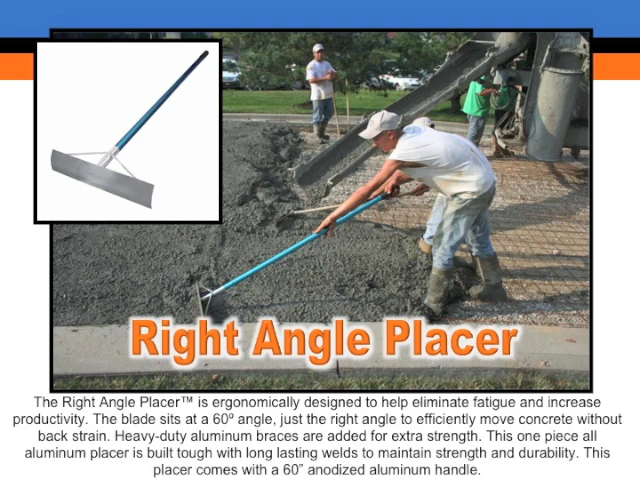 Right Angle Placer
The Right Angle Placer™ is ergonomically designed to help eliminate fatigue and increase
productivity. The blade sits at a 60º angle, just the right angle to efficiently move concrete without
back strain. Heavy-duty aluminum braces are added for extra strength. This one piece all
aluminum placer is built tough with long lasting welds to maintain strength and durability. This
placer comes with a 60” anodized aluminum handle.